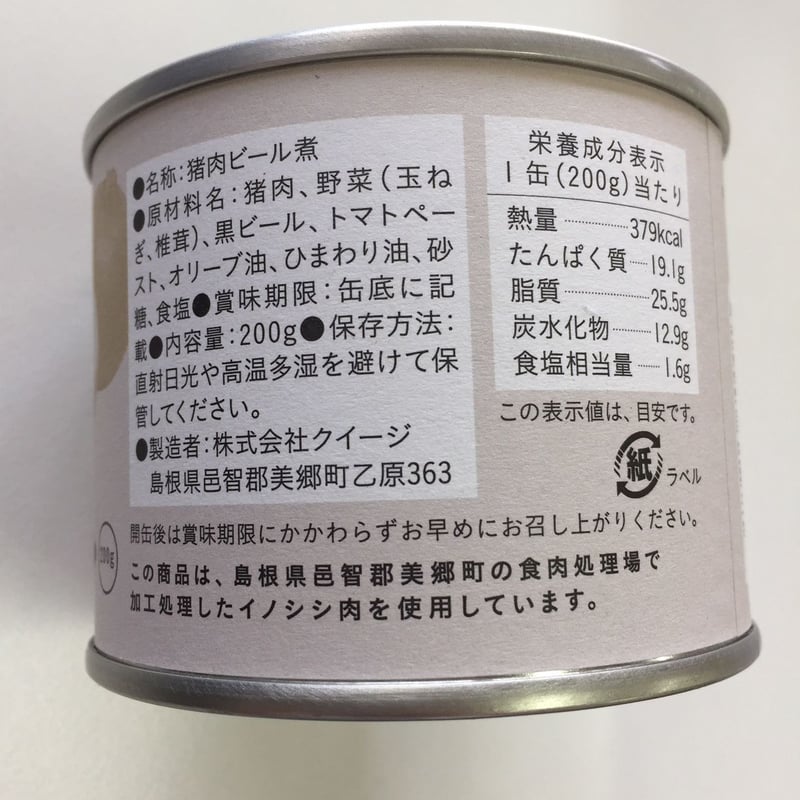 ●名称:猪肉ビール煮
●原材料名:猪肉、野菜(玉ね
ぎ、椎茸)、黒ビール、トマトペー
スト、オリーブ油、ひまわり油、砂
糖、食塩●賞味期限:缶底に記
載●内容量:200g●保存方法:
直射日光や高温多湿を避けて保
管してください。
●製造者:株式会社クイージ
島根県邑智郡美郷町乙原363
栄養成分表示
1缶(200g)当たり
熱量 379kcal
たんぱく質 19.1g
脂質 25.5g
炭水化物 12.9g
食塩相当量 1.6g
この表示値は、目安です。
紙 ラベル
開缶後は賞味期限にかかわらずお早めにお召し上がりください。
200g
この商品は、島根県邑智郡美郷町の食肉処理場で
加工処理したイノシシ肉を使用しています。